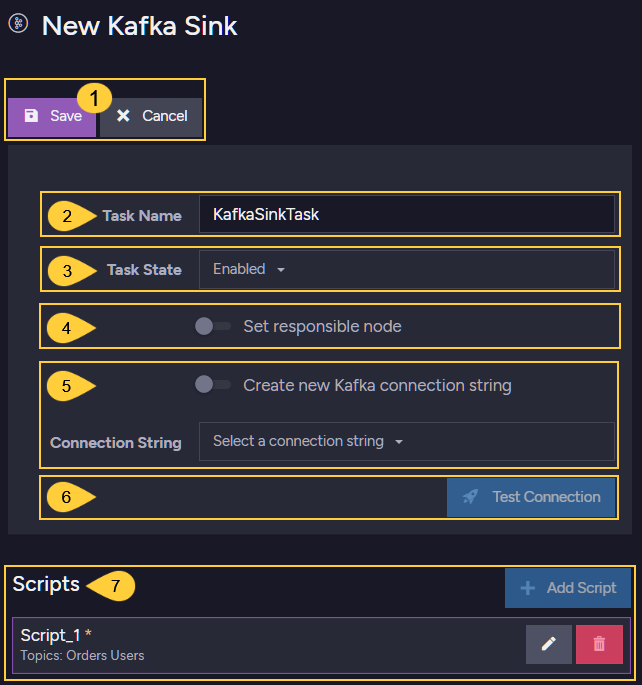 New Kafka Sink
1
Save
Cancel
2 Task Name KafkaSinkTask
3 Task State Enabled
4 Set responsible node
5 Create new Kafka connection string
Connection String Select a connection string
6 Test Connection
Scripts 7 Add Script
Script_1 *
Topics: Orders Users